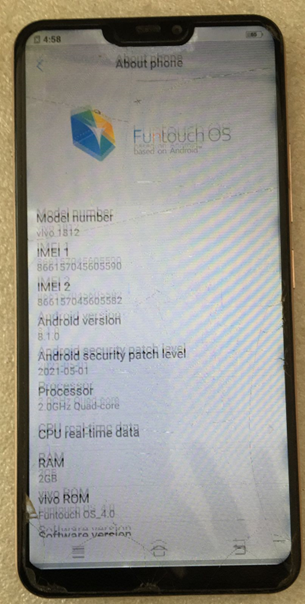 4:58
About phone
Funtouch OS
based on Android™
Model number
vivo 1812
IMEI 1
866157045605590
IMEI 2
866157045605582
Android version
8.1.0
Android security patch level
2021-05-01
Processor
2.0GHz Quad-core
CPU real-time data
RAM
2GB
vivo ROM
Funtouch OS_4.0
Software version